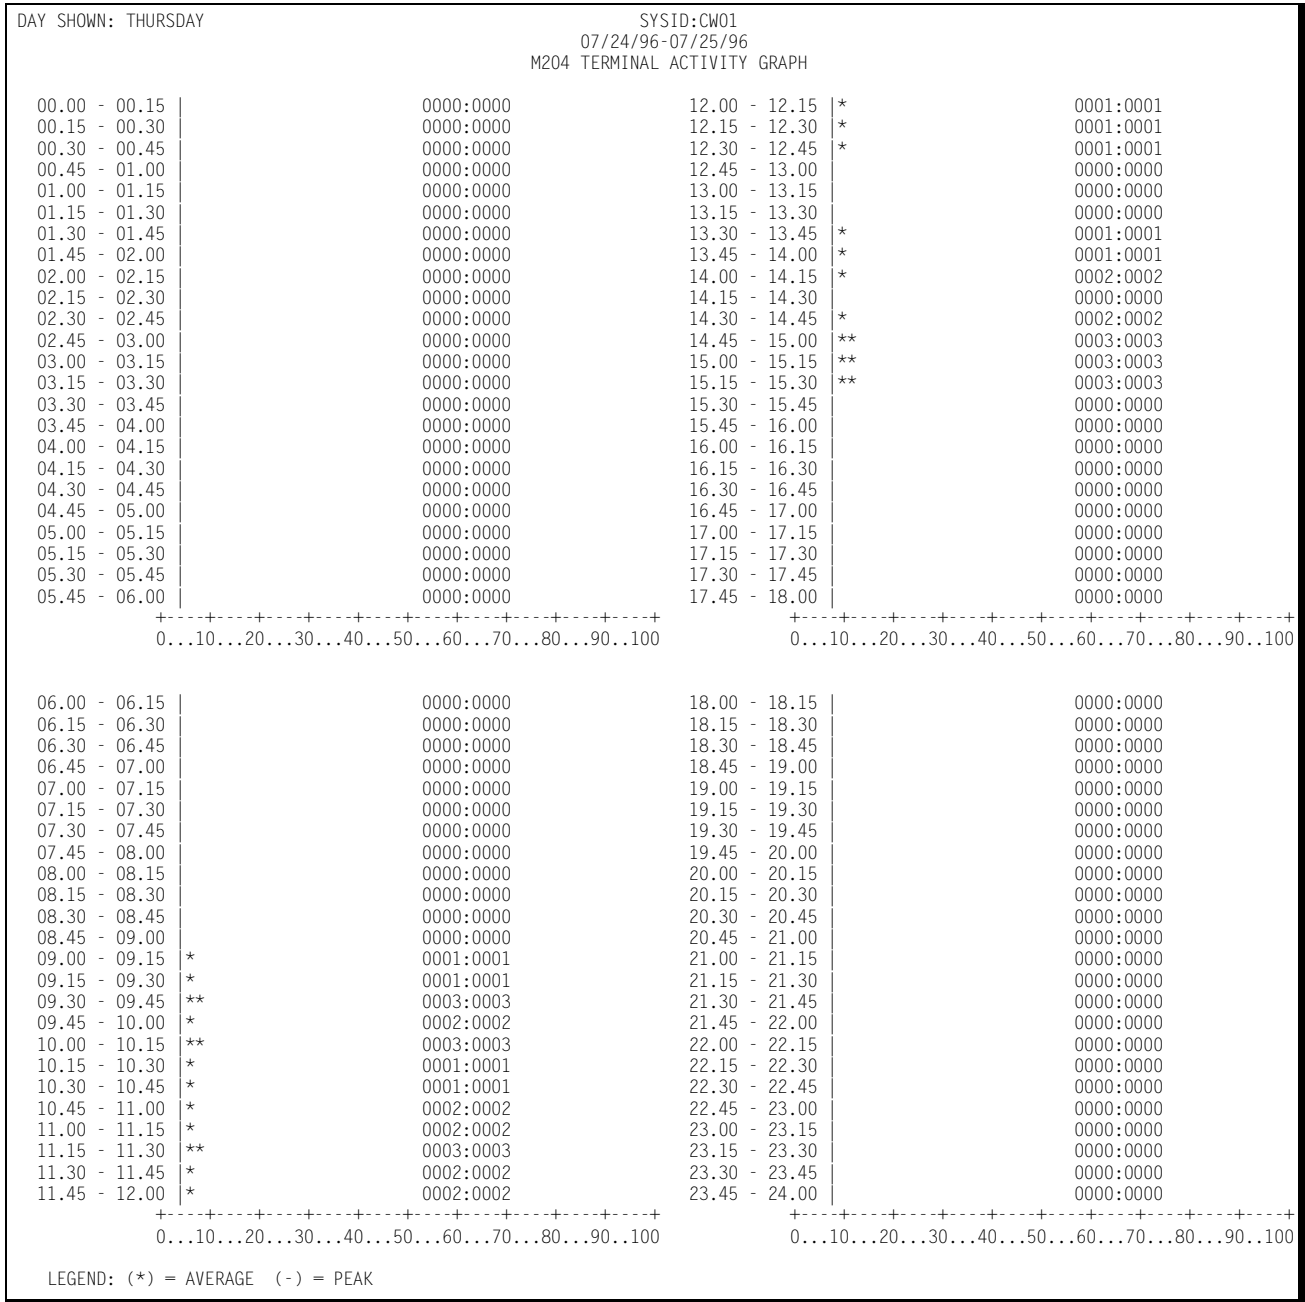 DAY SHOWN: THURSDAY                                            SYSID:CW01
                                                         07/24/96-07/25/96
                                                    M204 TERMINAL ACTIVITY GRAPH
  00.00 - 00.15 |                        0000:0000                  12.00 - 12.15 |*                       0001:0001
  00.15 - 00.30 |                        0000:0000                  12.15 - 12.30 |*                       0001:0001
  00.30 - 00.45 |                        0000:0000                  12.30 - 12.45 |*                       0001:0001
  00.45 - 01.00 |                        0000:0000                  12.45 - 13.00 |                        0000:0000
  01.00 - 01.15 |                        0000:0000                  13.00 - 13.15 |                        0000:0000
  01.15 - 01.30 |                        0000:0000                  13.15 - 13.30 |                        0000:0000
  01.30 - 01.45 |                        0000:0000                  13.30 - 13.45 |*                       0001:0001
  01.45 - 02.00 |                        0000:0000                  13.45 - 14.00 |*                       0001:0001
  02.00 - 02.15 |                        0000:0000                  14.00 - 14.15 |*                       0002:0002
  02.15 - 02.30 |                        0000:0000                  14.15 - 14.30 |                        0000:0000
  02.30 - 02.45 |                        0000:0000                  14.30 - 14.45 |*                       0002:0002
  02.45 - 03.00 |                        0000:0000                  14.45 - 15.00 |**                      0003:0003
  03.00 - 03.15 |                        0000:0000                  15.00 - 15.15 |**                      0003:0003
  03.15 - 03.30 |                        0000:0000                  15.15 - 15.30 |**                      0003:0003
  03.30 - 03.45 |                        0000:0000                  15.30 - 15.45 |                        0000:0000
  03.45 - 04.00 |                        0000:0000                  15.45 - 16.00 |                        0000:0000
  04.00 - 04.15 |                        0000:0000                  16.00 - 16.15 |                        0000:0000
  04.15 - 04.30 |                        0000:0000                  16.15 - 16.30 |                        0000:0000
  04.30 - 04.45 |                        0000:0000                  16.30 - 16.45 |                        0000:0000
  04.45 - 05.00 |                        0000:0000                  16.45 - 17.00 |                        0000:0000
  05.00 - 05.15 |                        0000:0000                  17.00 - 17.15 |                        0000:0000
  05.15 - 05.30 |                        0000:0000                  17.15 - 17.30 |                        0000:0000
  05.30 - 05.45 |                        0000:0000                  17.30 - 17.45 |                        0000:0000
  05.45 - 06.00 |                        0000:0000                  17.45 - 18.00 |                        0000:0000
              +----+----+----+----+----+----+----+----+----+----+             +----+----+----+----+----+----+----+----+----+----+
              0...10...20...30...40...50...60...70...80...90..100             0...10...20...30...40...50...60...70...80...90..100
  06.00 - 06.15 |                        0000:0000                  18.00 - 18.15 |                        0000:0000
  06.15 - 06.30 |                        0000:0000                  18.15 - 18.30 |                        0000:0000
  06.30 - 06.45 |                        0000:0000                  18.30 - 18.45 |                        0000:0000
  06.45 - 07.00 |                        0000:0000                  18.45 - 19.00 |                        0000:0000
  07.00 - 07.15 |                        0000:0000                  19.00 - 19.15 |                        0000:0000
  07.15 - 07.30 |                        0000:0000                  19.15 - 19.30 |                        0000:0000
  07.30 - 07.45 |                        0000:0000                  19.30 - 19.45 |                        0000:0000
  07.45 - 08.00 |                        0000:0000                  19.45 - 20.00 |                        0000:0000
  08.00 - 08.15 |                        0000:0000                  20.00 - 20.15 |                        0000:0000
  08.15 - 08.30 |                        0000:0000                  20.15 - 20.30 |                        0000:0000
  08.30 - 08.45 |                        0000:0000                  20.30 - 20.45 |                        0000:0000
  08.45 - 09.00 |                        0000:0000                  20.45 - 21.00 |                        0000:0000
  09.00 - 09.15 |*                       0001:0001                  21.00 - 21.15 |                        0000:0000
  09.15 - 09.30 |*                       0001:0001                  21.15 - 21.30 |                        0000:0000
  09.30 - 09.45 |**                      0003:0003                  21.30 - 21.45 |                        0000:0000
  09.45 - 10.00 |*                       0002:0002                  21.45 - 22.00 |                        0000:0000
  10.00 - 10.15 |**                      0003:0003                  22.00 - 22.15 |                        0000:0000
  10.15 - 10.30 |*                       0001:0001                  22.15 - 22.30 |                        0000:0000
  10.30 - 10.45 |*                       0001:0001                  22.30 - 22.45 |                        0000:0000
  10.45 - 11.00 |*                       0002:0002                  22.45 - 23.00 |                        0000:0000
  11.00 - 11.15 |*                       0002:0002                  23.00 - 23.15 |                        0000:0000
  11.15 - 11.30 |**                      0003:0003                  23.15 - 23.30 |                        0000:0000
  11.30 - 11.45 |*                       0002:0002                  23.30 - 23.45 |                        0000:0000
  11.45 - 12.00 |*                       0002:0002                  23.45 - 24.00 |                        0000:0000
              +----+----+----+----+----+----+----+----+----+----+             +----+----+----+----+----+----+----+----+----+----+
              0...10...20...30...40...50...60...70...80...90..100             0...10...20...30...40...50...60...70...80...90..100
   LEGEND: (*) = AVERAGE  (-) = PEAK